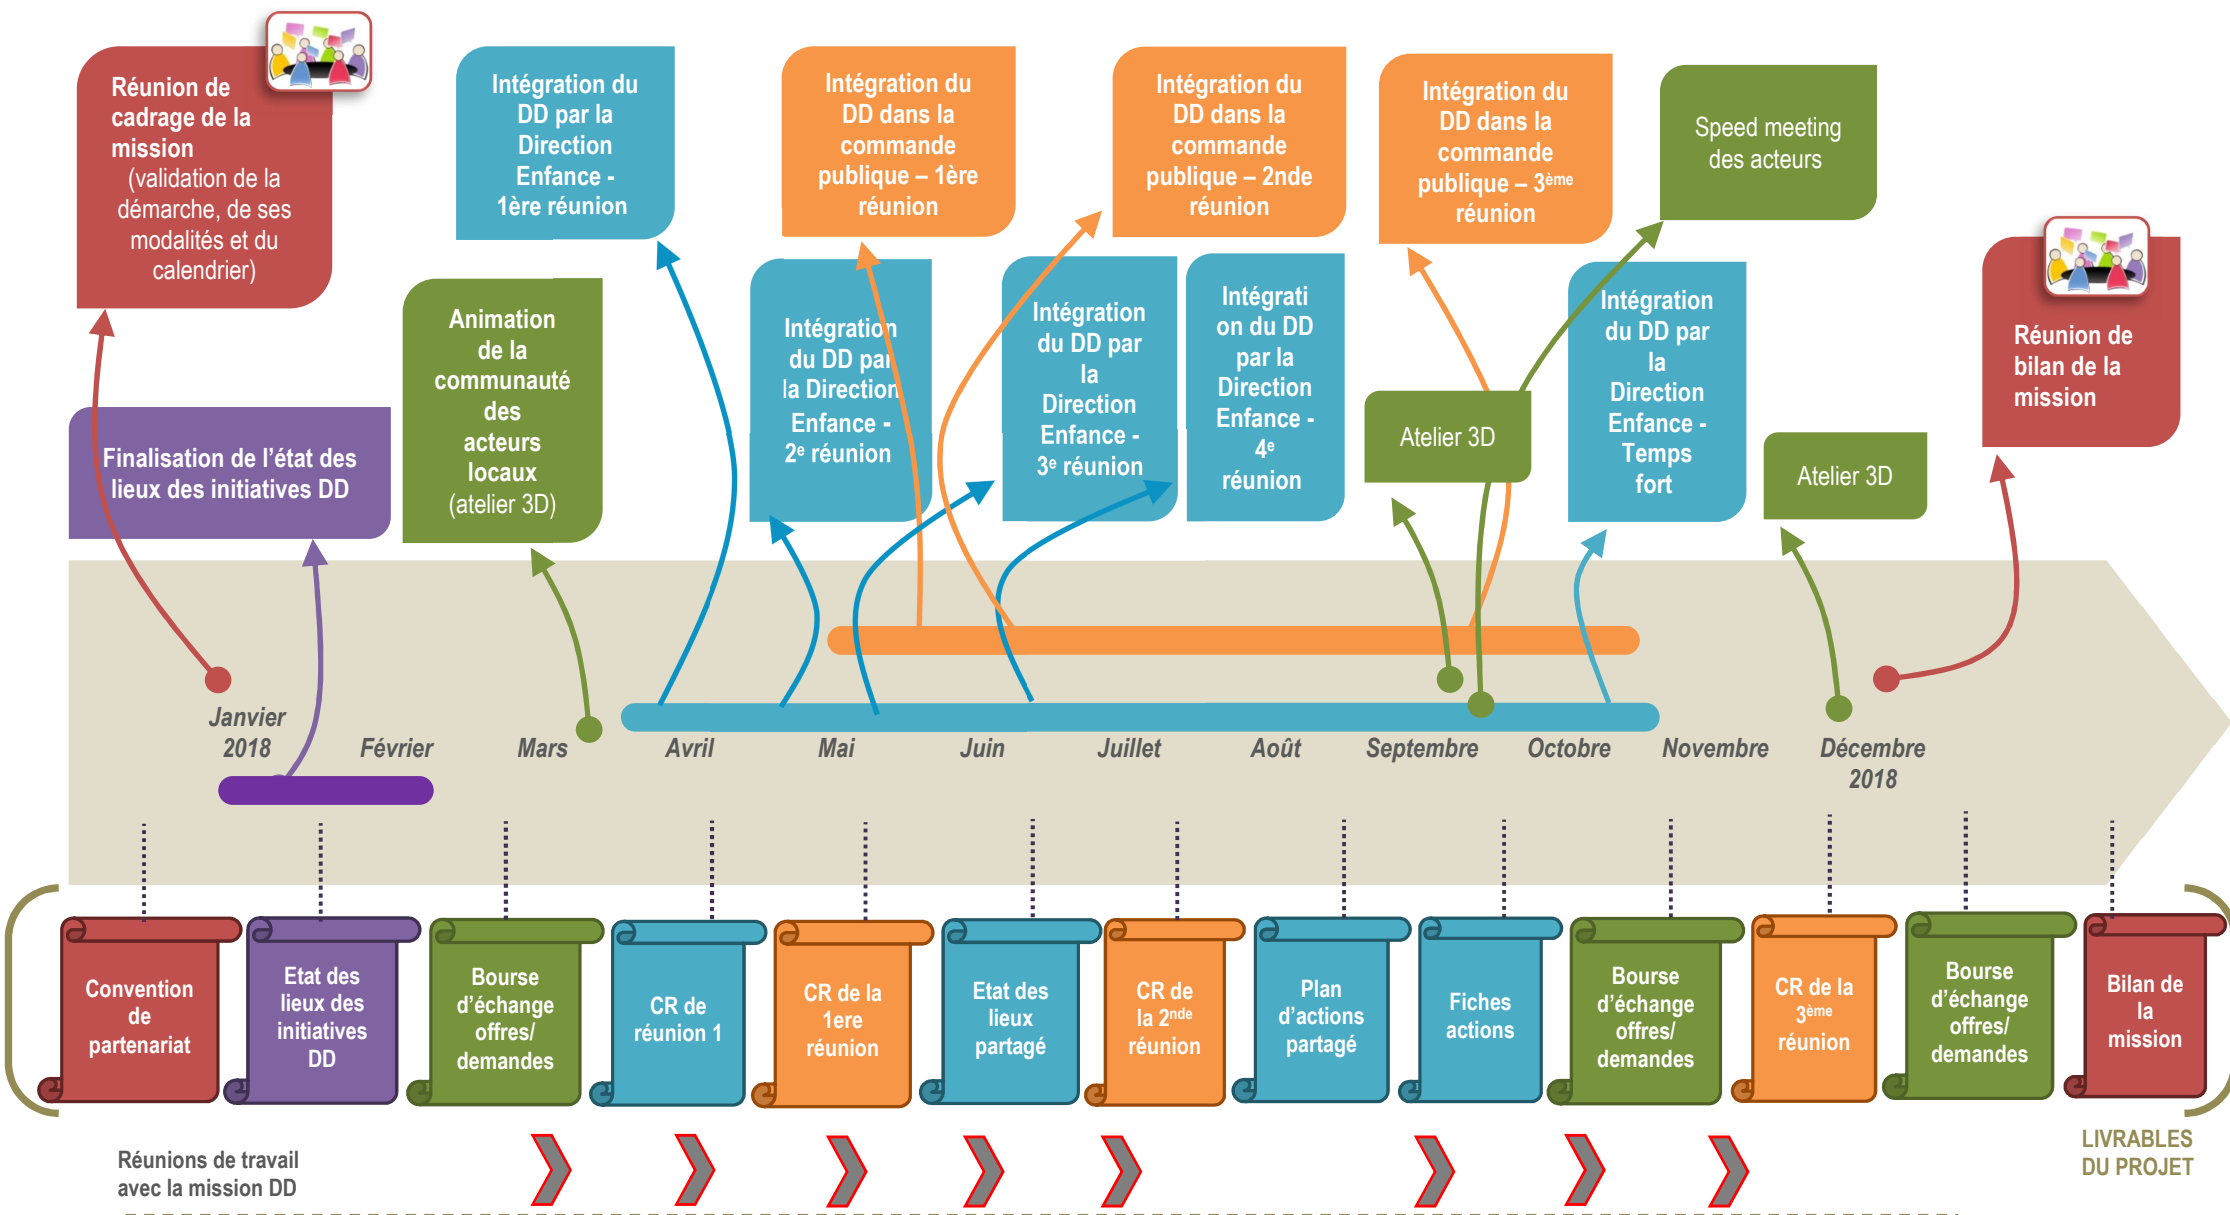 Réunion de
cadrage de la
mission
(validation de la
démarche, de ses
modalités et du
calendrier)
Intégration du
DD par la
Direction
Enfance -
1ère réunion
Intégration du
DD dans la
commande
publique – 1ère
réunion
Intégration du
DD dans la
commande
publique – 2nde
réunion
Intégration du
DD dans la
commande
publique – 3ème
réunion
Speed meeting
des acteurs
Finalisation de l’état des
lieux des initiatives DD
Animation
de la
communauté
des
acteurs
locaux
(atelier 3D)
Intégration
du DD par
la Direction
Enfance -
2e réunion
Intégration
du DD par
la
Direction
Enfance -
3e réunion
Intégrati
on du DD
par la
Direction
Enfance -
4e
réunion
Atelier 3D
Intégration
du DD par
la
Direction
Enfance -
Temps
fort
Atelier 3D
Réunion de
bilan de la
mission
Janvier
2018
Février
Mars
Avril
Mai
Juin
Juillet
Août
Septembre
Octobre
Novembre
Décembre
2018
Convention
de
partenariat
Etat des
lieux des
initiatives
DD
Bourse
d’échange
offres/
demandes
CR de
réunion 1
CR de la
1ere
réunion
Etat des
lieux
partagé
CR de
la 2nde
réunion
Plan
d’actions
partagé
Fiches
actions
Bourse
d’échange
offres/
demandes
CR de la
3ème
réunion
Bourse
d’échange
offres/
demandes
Bilan de
la
mission
Réunions de travail
avec la mission DD
LIVRABLES
DU PROJET